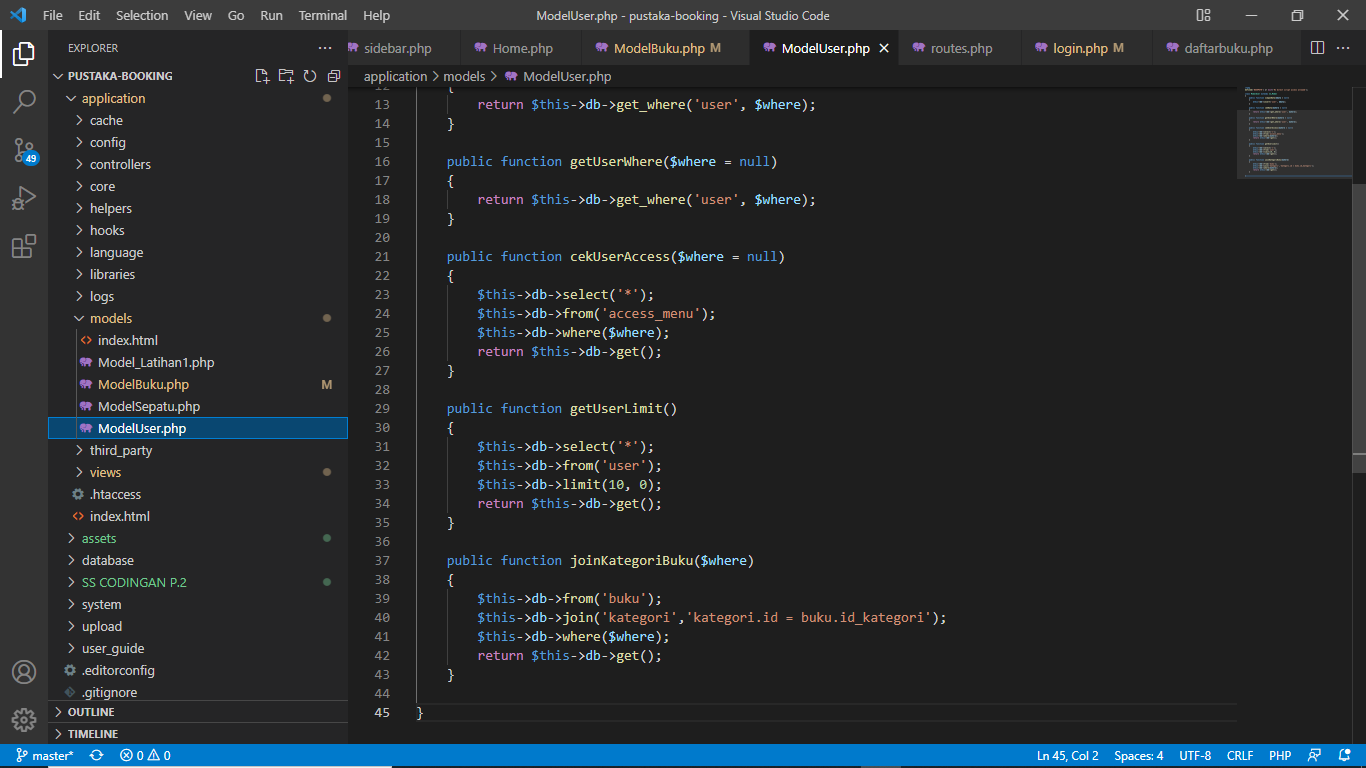 File Edit Selection View Go Run Terminal Help
ModelUser.php - pustaka-booking - Visual Studio Code
EXPLORER
PUSTAKA-BOOKING
application
cache
config
controllers
core
helpers
hooks
language
libraries
logs
models
index.html
Model_Latihan1.php
ModelBuku.php M
ModelSepatu.php
ModelUser.php
third_party
views
.htaccess
index.html
assets
database
SS CODINGAN P.2
system
upload
user_guide
.editorconfig
.gitignore
OUTLINE
TIMELINE
49
sidebar.php Home.php ModelBuku.php M ModelUser.php routes.php login.php M daftarbuku.php
application > models > ModelUser.php
12 {
13 return $this->db->get_where('user', $where);
14 }
15
16 public function getUserWhere($where = null)
17 {
18 return $this->db->get_where('user', $where);
19 }
20
21 public function cekUserAccess($where = null)
22 {
23 $this->db->select('*');
24 $this->db->from('access_menu');
25 $this->db->where($where);
26 return $this->db->get();
27 }
28
29 public function getUserLimit()
30 {
31 $this->db->select('*');
32 $this->db->from('user');
33 $this->db->limit(10, 0);
34 return $this->db->get();
35 }
36
37 public function joinKategoriBuku($where)
38 {
39 $this->db->from('buku');
40 $this->db->join('kategori','kategori.id = buku.id_kategori');
41 $this->db->where($where);
42 return $this->db->get();
43 }
44
45 }
master* 0 0 Ln 45, Col 2 Spaces: 4 UTF-8 CRLF PHP